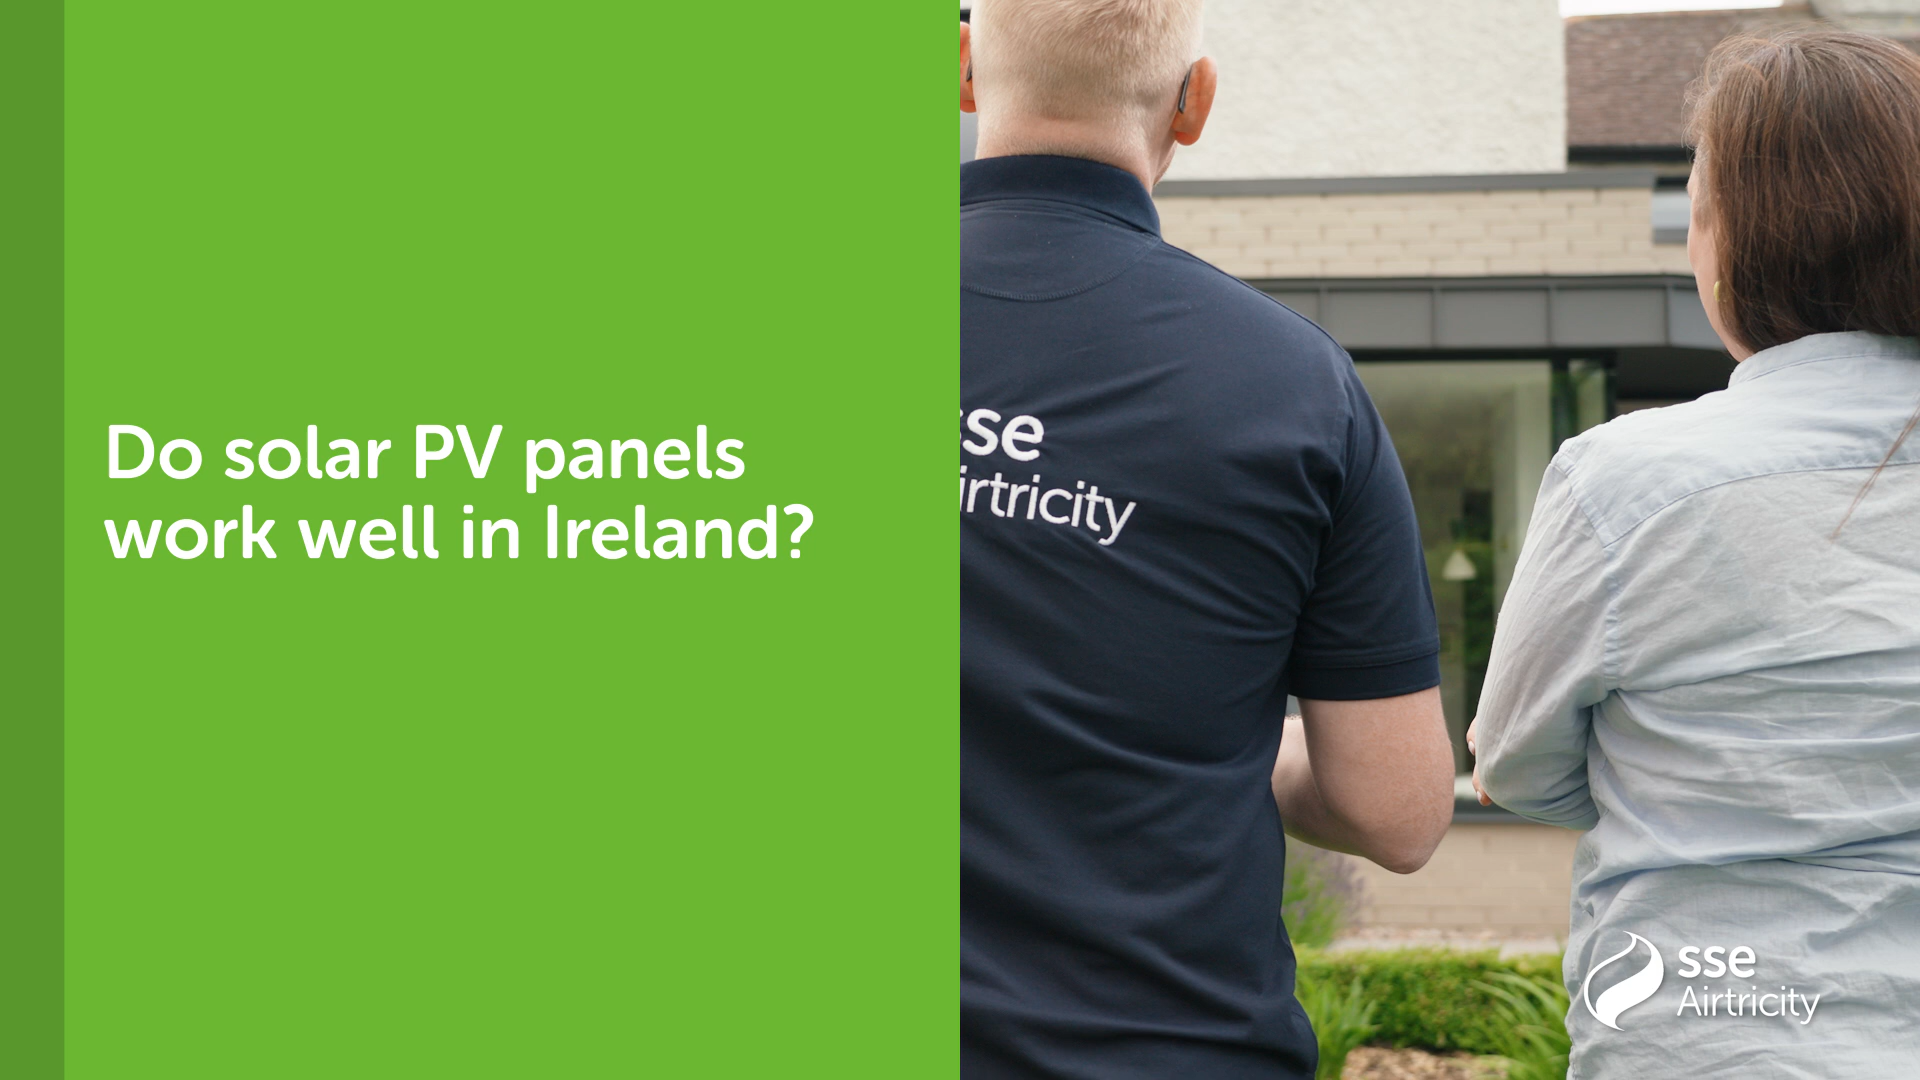 Do solar PV panels
work well in Ireland?
sse
irtricity
sse
Airtricity